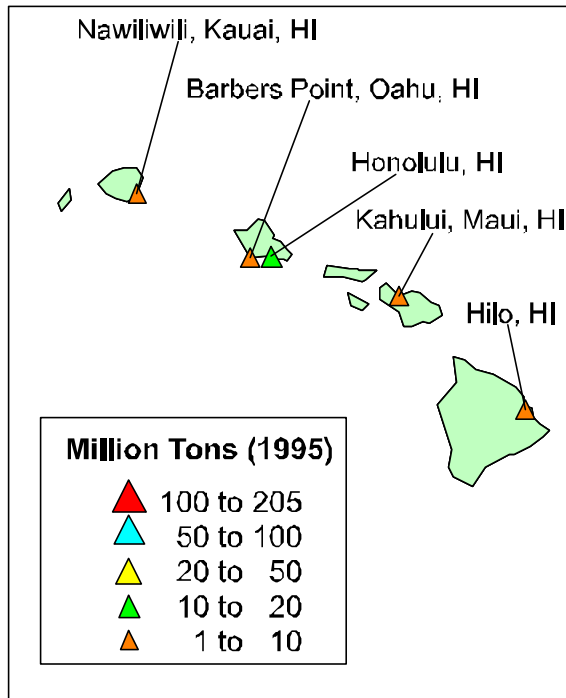 Nawiliwili, Kauai, HI
Barbers Point, Oahu, HI
Honolulu, HI
Kahului, Maui, HI
Hilo, HI
Million Tons (1995)
100 to 205
50 to 100
20 to 50
10 to 20
1 to 10